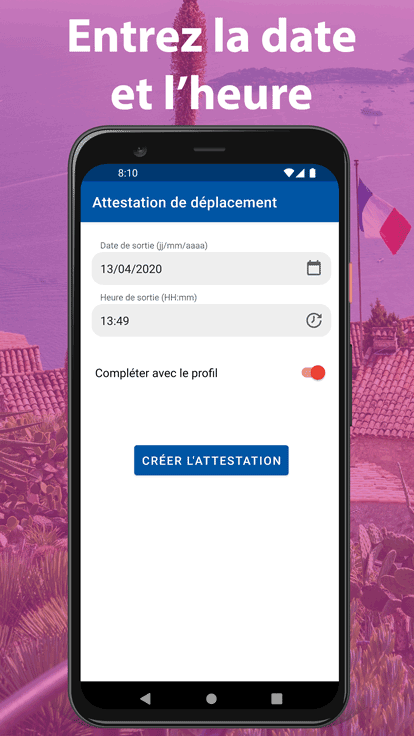 Entrez la date
et l'heure
8:10
Attestation de déplacement
Date de sortie (jj/mm/aaaa)
13/04/2020
Heure de sortie (HH:mm)
13:49
Compléter avec le profil
CRÉER L'ATTESTATION